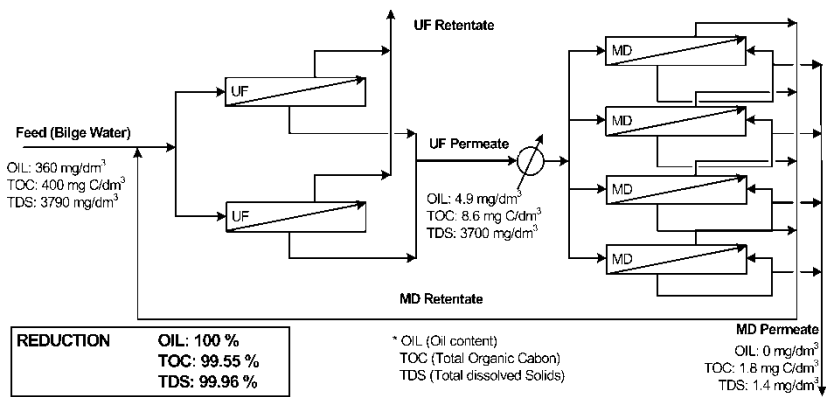 UF Retentate
UF
Feed (Bilge Water)
OIL: 360 mg/dm³
TOC: 400 mg C/dm³
TDS: 3790 mg/dm³
UF
UF Permeate
OIL: 4.9 mg/dm³
TOC: 8.6 mg C/dm³
TDS: 3700 mg/dm³
MD
MD
MD
MD
MD Retentate
REDUCTION OIL: 100 %
TOC: 99.55 %
TDS: 99.96 %
* OIL (Oil content)
TOC (Total Organic Cabon)
TDS (Total dissolved Solids)
MD Permeate
OIL: 0 mg/dm³
TOC: 1.8 mg C/dm³
TDS: 1.4 mg/dm³